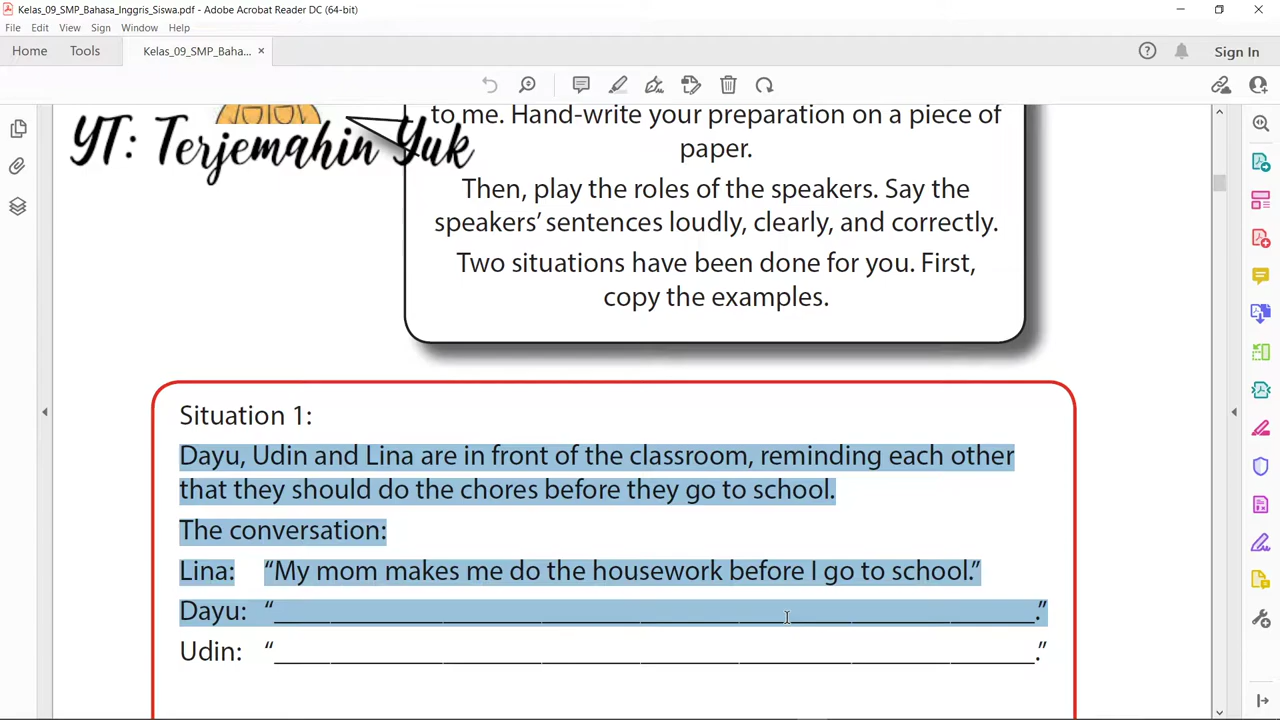 Kelas_09_SMP_Bahasa_Inggris_Siswa.pdf - Adobe Acrobat Reader DC (64-bit)
File Edit View Sign Window Help
Home Tools Kelas_09_SMP_Baha... × Sign In
to me. Hand-write your preparation on a piece of
paper.
YT: Terjemahin Yuk
Then, play the roles of the speakers. Say the
speakers’ sentences loudly, clearly, and correctly.
Two situations have been done for you. First,
copy the examples.
Situation 1:
Dayu, Udin and Lina are in front of the classroom, reminding each other
that they should do the chores before they go to school.
The conversation:
Lina: “My mom makes me do the housework before I go to school.”
Dayu: “______________________________________________.”
Udin: “______________________________________________.”